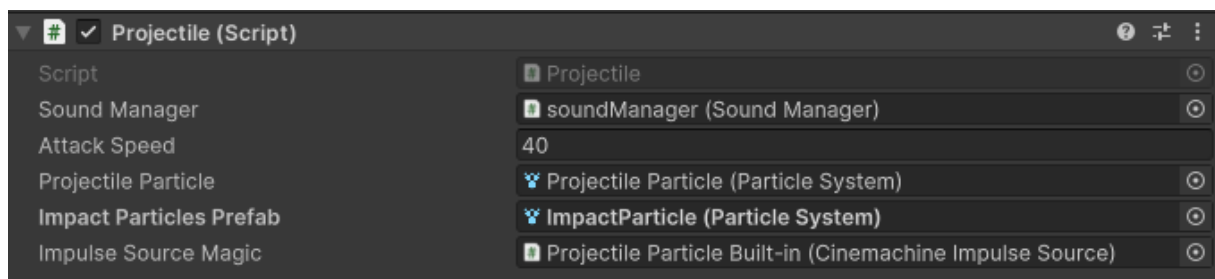 Projectile (Script)
Script Projectile
Sound Manager soundManager (Sound Manager)
Attack Speed 40
Projectile Particle Projectile Particle (Particle System)
Impact Particles Prefab ImpactParticle (Particle System)
Impulse Source Magic Projectile Particle Built-in (Cinemachine Impulse Source)